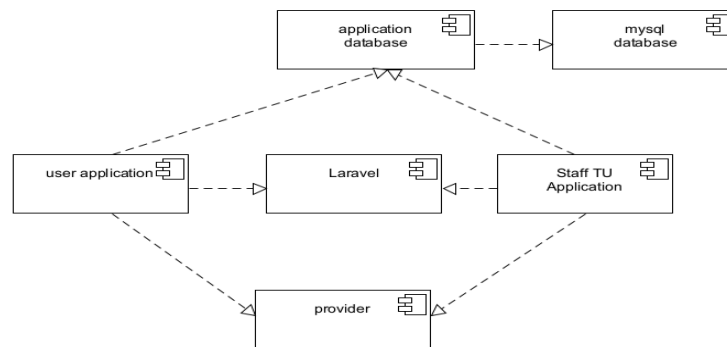 application
database
mysql
database
user application
Laravel
Staff TU
Application
provider